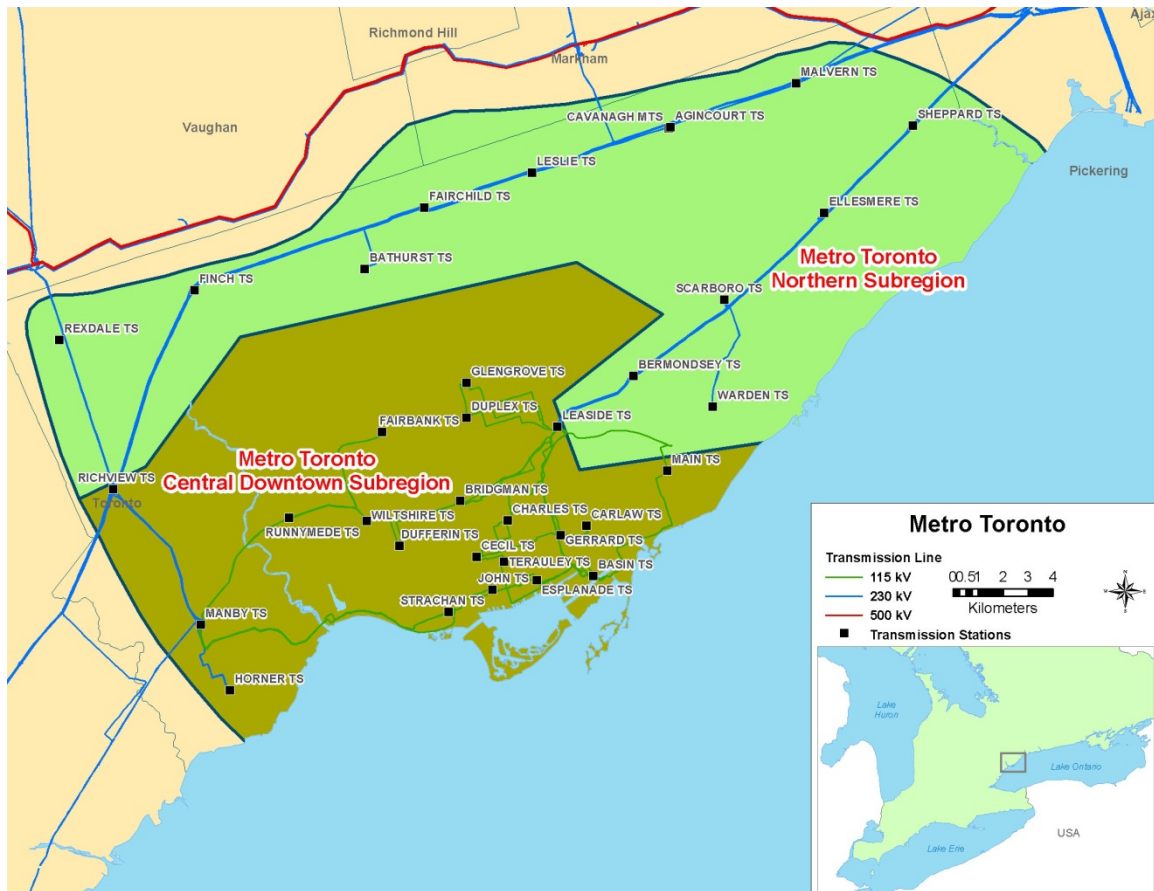 Richmond Hill
Ajax
Markham
MALVERN TS
CAVANAGH MTS
AGINCOURT TS
SHEPPARD TS
Vaughan
LESLIE TS
Pickering
FAIRCHILD TS
ELLESMERE TS
BATHURST TS
Metro Toronto
Northern Subregion
FINCH TS
SCARBORO TS
REXDALE TS
BERMONDSEY TS
GLENGROVE TS
WARDEN TS
DUPLEX TS
LEASIDE TS
FAIRBANK TS
Metro Toronto
Central Downtown Subregion
MAIN TS
RICHVIEW TS
Toronto
BRIDGMAN TS
CHARLES TS
CARLAW TS
WILTSHIRE TS
RUNNYMEDE TS
DUFFERIN TS
GERRARD TS
CECIL TS
TERAULEY TS
BASIN TS
JOHN TS
ESPLANADE TS
STRACHAN TS
MANBY TS
HORNER TS
Metro Toronto
Transmission Line
115 kV
230 kV
500 kV
Transmission Stations
00.51 2 3 4
Kilometers
N
W E
S
Lake
Huron
Lake Ontario
USA
Lake Erie